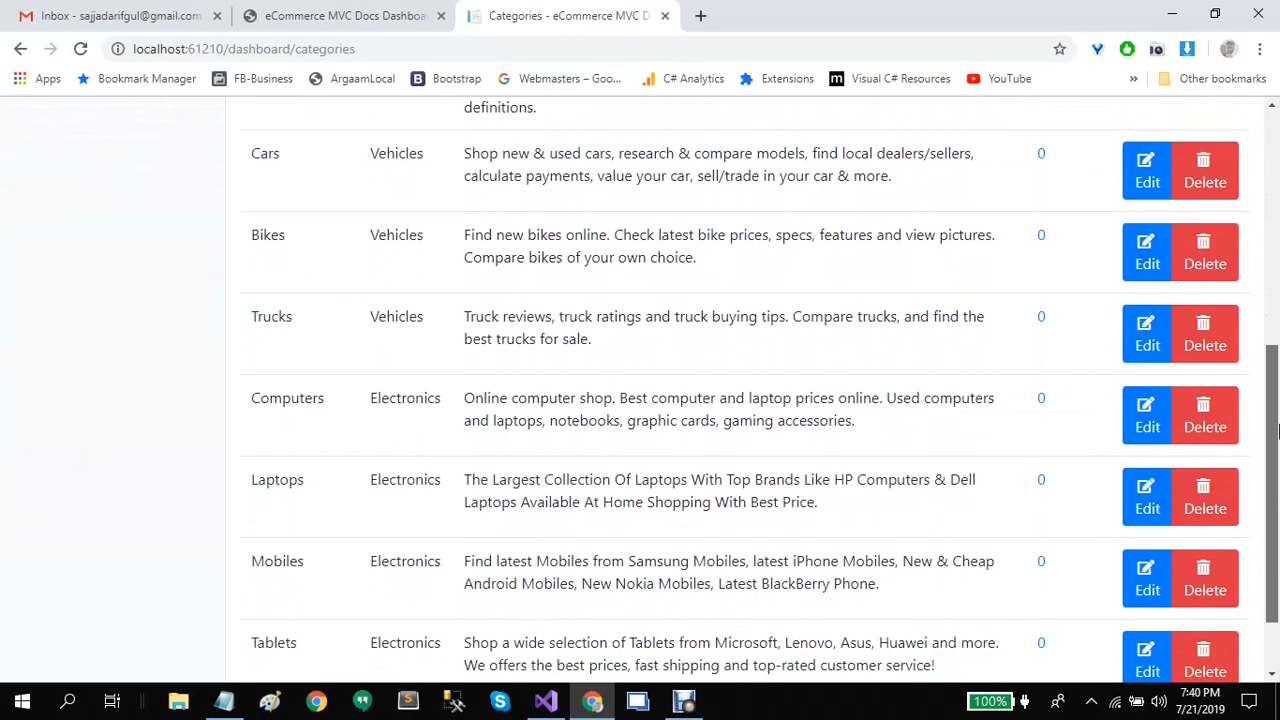 Inbox - sajjadarifgul@gmail.com
eCommerce MVC Docs Dashboa
Categories - eCommerce MVC D
localhost:61210/dashboard/categories
Apps
Bookmark Manager
FB-Business
ArgaamLocal
Bootstrap
Webmasters – Goo...
C# Analytics
Extensions
Visual C# Resources
YouTube
»
Other bookmarks
definitions.
Cars Vehicles Shop new & used cars, research & compare models, find local dealers/sellers, 0
calculate payments, value your car, sell/trade in your car & more.
Edit Delete
Bikes Vehicles Find new bikes online. Check latest bike prices, specs, features and view pictures. 0
Compare bikes of your own choice.
Edit Delete
Trucks Vehicles Truck reviews, truck ratings and truck buying tips. Compare trucks, and find the 0
best trucks for sale.
Edit Delete
Computers Electronics Online computer shop. Best computer and laptop prices online. Used computers 0
and laptops, notebooks, graphic cards, gaming accessories.
Edit Delete
Laptops Electronics The Largest Collection Of Laptops With Top Brands Like HP Computers & Dell 0
Laptops Available At Home Shopping With Best Price.
Edit Delete
Mobiles Electronics Find latest Mobiles from Samsung Mobiles, latest iPhone Mobiles, New & Cheap 0
Android Mobiles, New Nokia Mobiles, Latest BlackBerry Phone.
Edit Delete
Tablets Electronics Shop a wide selection of Tablets from Microsoft, Lenovo, Asus, Huawei and more. 0
We offers the best prices, fast shipping and top-rated customer service!
Edit Delete
100%
7:40 PM
7/21/2019